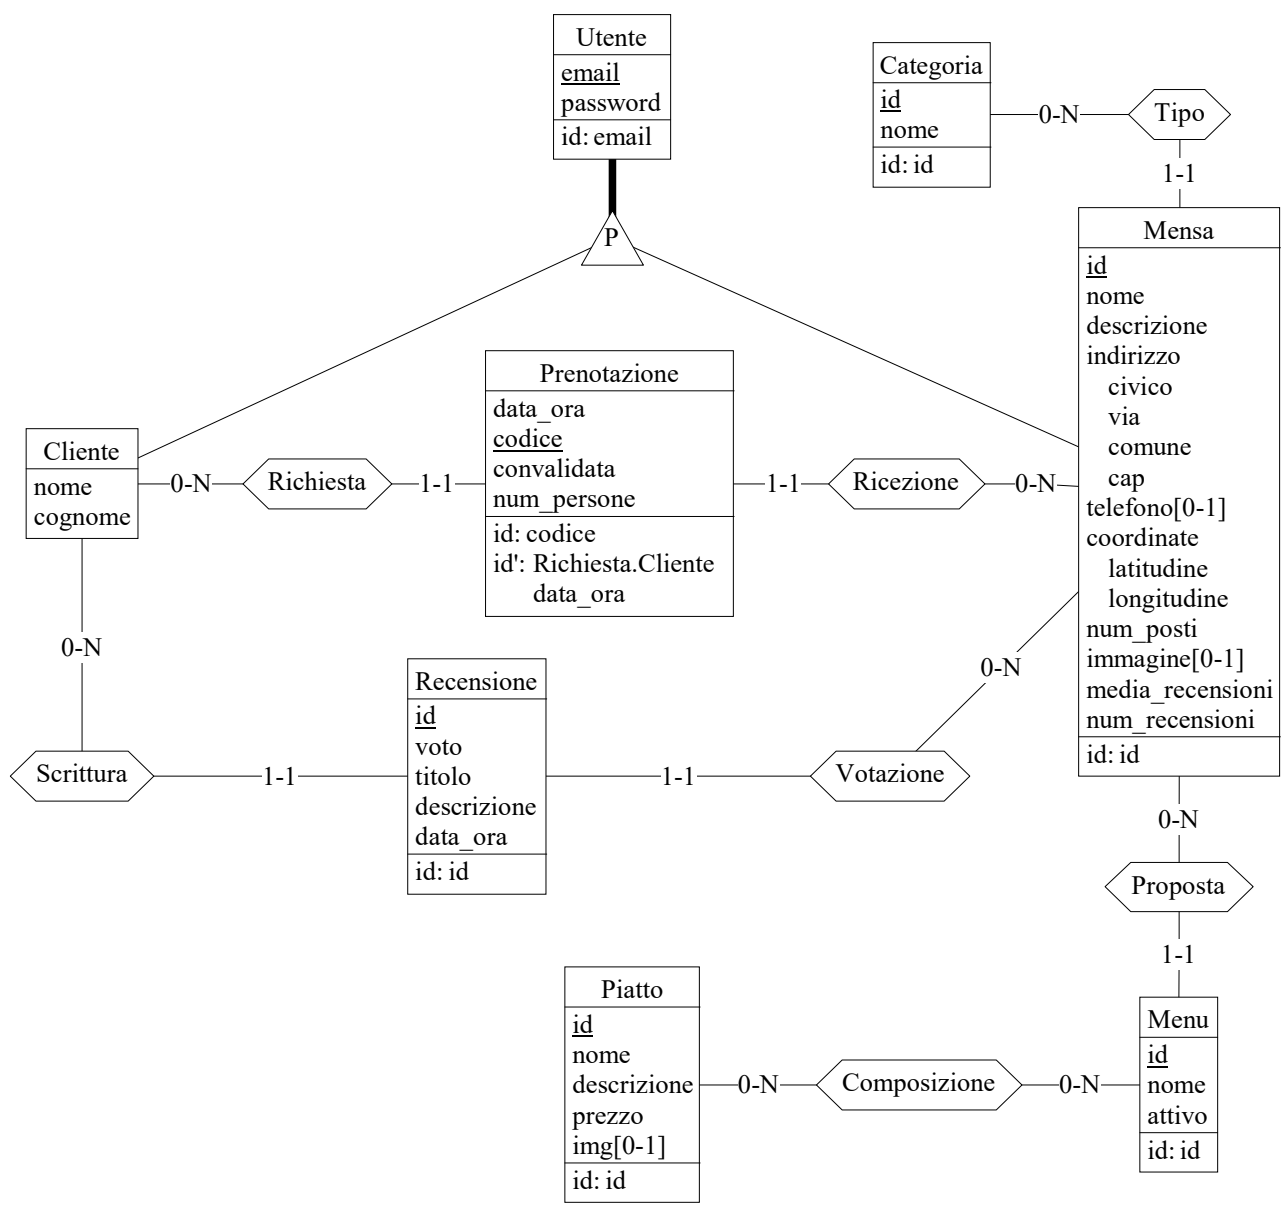 Utente
email
password
id: email
Categoria
id
nome
id: id
0-N
Tipo
1-1
P
Mensa
id
nome
descrizione
indirizzo
civico
via
comune
cap
telefono[0-1]
coordinate
latitudine
longitudine
num_posti
immagine[0-1]
media_recensioni
num_recensioni
id: id
Cliente
nome
cognome
0-N
Richiesta
1-1
Prenotazione
data_ora
codice
convalidata
num_persone
id: codice
id': Richiesta.Cliente
data_ora
1-1
Ricezione
0-N
0-N
Scrittura
1-1
Recensione
id
voto
titolo
descrizione
data_ora
id: id
1-1
Votazione
0-N
0-N
Proposta
1-1
Piatto
id
nome
descrizione
prezzo
img[0-1]
id: id
0-N
Composizione
0-N
Menu
id
nome
attivo
id: id